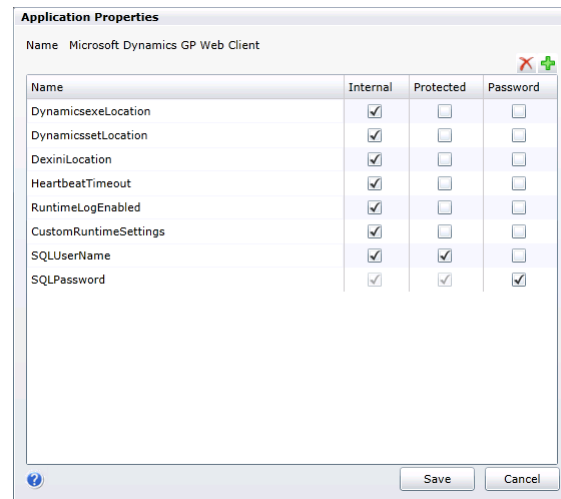 Application Properties
Name Microsoft Dynamics GP Web Client
Name Internal Protected Password
DynamicsexeLocation
DynamicssetLocation
DexiniLocation
HeartbeatTimeout
RuntimeLogEnabled
CustomRuntimeSettings
SQLUserName
SQLPassword
? Save Cancel